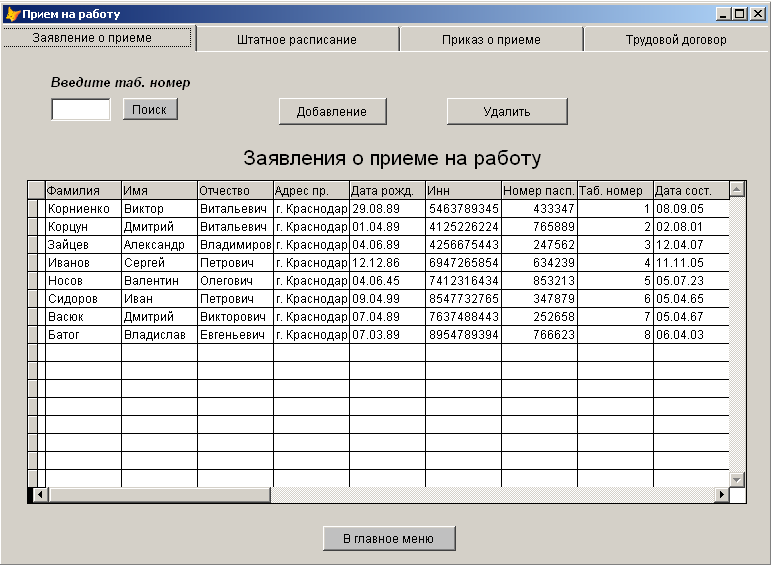 Прием на работу
Заявление о приеме Штатное расписание Приказ о приеме Трудовой договор
Введите таб. номер
Поиск Добавление Удалить
Заявления о приеме на работу
Фамилия Имя Отчество Адрес пр. Дата рожд. Инн Номер пасп. Таб. номер Дата сост.
Корниенко Виктор Витальевич г. Краснодар 29.08.89 5463789345 433347 1 08.09.05
Корцун Дмитрий Витальевич г. Краснодар 01.04.89 4125226224 765889 2 02.08.01
Зайцев Александр Владимиров г. Краснодар 04.06.89 4256675443 247562 3 12.04.07
Иванов Сергей Петрович г. Краснодар 12.12.86 6947265854 634239 4 11.11.05
Носов Валентин Олегович г. Краснодар 04.06.45 7412316434 853213 5 05.07.23
Сидоров Иван Петрович г. Краснодар 09.04.99 8547732765 347879 6 05.04.65
Васюк Дмитрий Викторович г. Краснодар 07.04.89 7637488443 252658 7 05.04.67
Батог Владислав Евгеньевич г. Краснодар 07.03.89 8954789394 766623 8 06.04.03
В главное меню